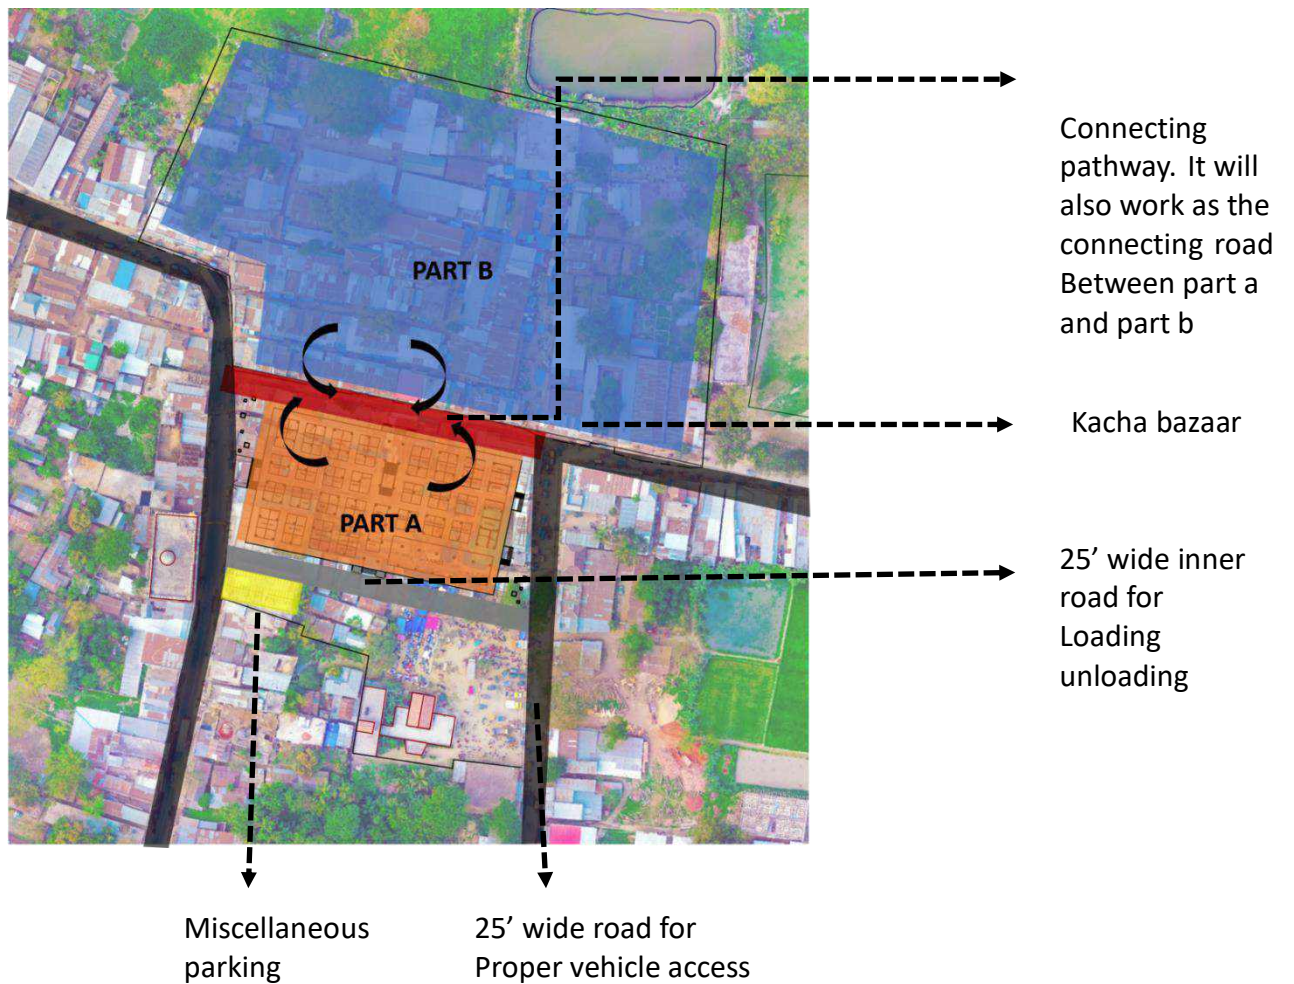 PART B
PART A
Connecting
pathway. It will
also work as the
connecting road
Between part a
and part b
Kacha bazaar
25’ wide inner
road for
Loading
unloading
Miscellaneous
parking
25’ wide road for
Proper vehicle access